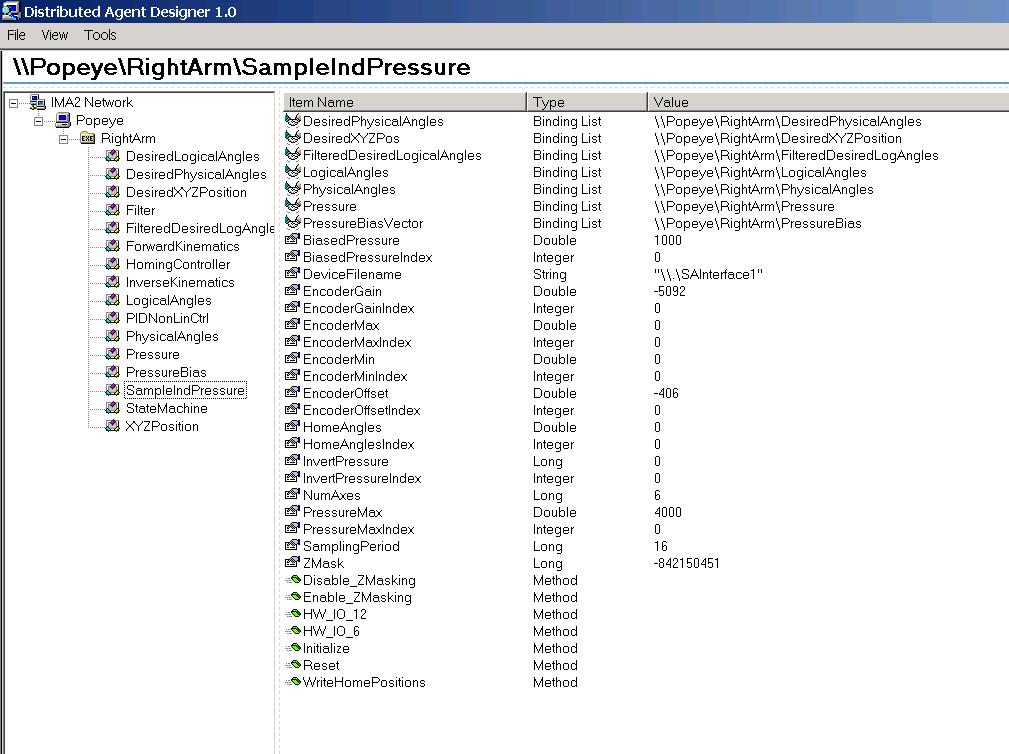 Distributed Agent Designer 1.0
File View Tools
\\Popeye\RightArm\SampleIndPressure
IMA2 Network
Popeye
RightArm
DesiredLogicalAngles
DesiredPhysicalAngles
DesiredXYZPosition
Filter
FilteredDesiredLogAngle
ForwardKinematics
HomingController
InverseKinematics
LogicalAngles
PIDNonLinCtrl
PhysicalAngles
Pressure
PressureBias
SampleIndPressure
StateMachine
XYZPosition
Item Name Type Value
DesiredPhysicalAngles Binding List \\Popeye\RightArm\DesiredPhysicalAngles
DesiredXYZPos Binding List \\Popeye\RightArm\DesiredXYZPosition
FilteredDesiredLogicalAngles Binding List \\Popeye\RightArm\FilteredDesiredLogAngles
LogicalAngles Binding List \\Popeye\RightArm\LogicalAngles
PhysicalAngles Binding List \\Popeye\RightArm\PhysicalAngles
Pressure Binding List \\Popeye\RightArm\Pressure
PressureBiasVector Binding List \\Popeye\RightArm\PressureBias
BiasedPressure Double 1000
BiasedPressureIndex Integer 0
DeviceFilename String "\\.\SAInterface1"
EncoderGain Double -5092
EncoderGainIndex Integer 0
EncoderMax Double 0
EncoderMaxIndex Integer 0
EncoderMin Double 0
EncoderMinIndex Integer 0
EncoderOffset Double -406
EncoderOffsetIndex Integer 0
HomeAngles Double 0
HomeAnglesIndex Integer 0
InvertPressure Long 0
InvertPressureIndex Integer 0
NumAxes Long 6
PressureMax Double 4000
PressureMaxIndex Integer 0
SamplingPeriod Long 16
ZMask Long -842150451
Disable_ZMasking Method
Enable_ZMasking Method
HW_IO_12 Method
HW_IO_6 Method
Initialize Method
Reset Method
WriteHomePositions Method